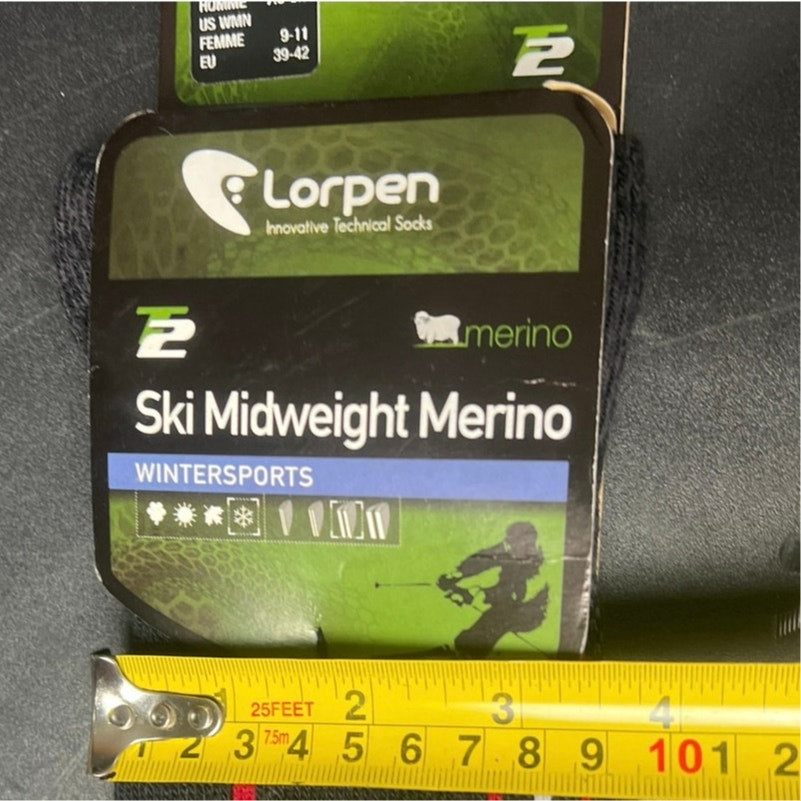 HOMME
US WMN
FEMME 9-11
EU 39-42
T2
Lorpen
Innovative Technical Socks
T2 merino
Ski Midweight Merino
WINTERSPORTS
1 25FEET 2 3 4
1 2 3 7.5m 4 5 6 7 8 9 10 1 2